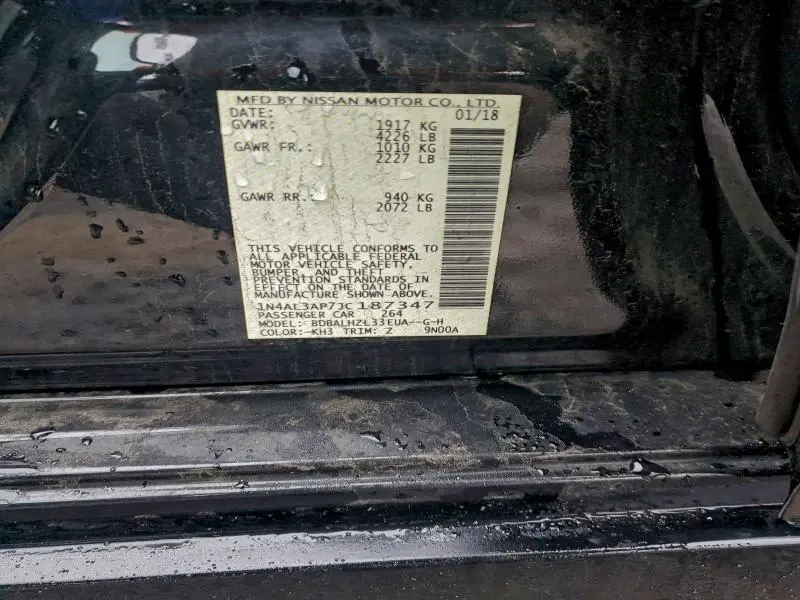 MFD BY NISSAN MOTOR CO., LTD.
DATE: 01/18
GVWR: 1917 KG
4226 LB
GAWR FR.: 1010 KG
2227 LB
GAWR RR.: 940 KG
2072 LB
THIS VEHICLE CONFORMS TO
ALL APPLICABLE FEDERAL
MOTOR VEHICLE SAFETY,
BUMPER, AND THEFT
PREVENTION STANDARDS IN
EFFECT ON THE DATE OF
MANUFACTURE SHOWN ABOVE.
1N4AL3AP7JC187347
PASSENGER CAR 264
MODEL: BDBALHZL33EUA--G-H
COLOR: KH3 TRIM: Z 9N00A